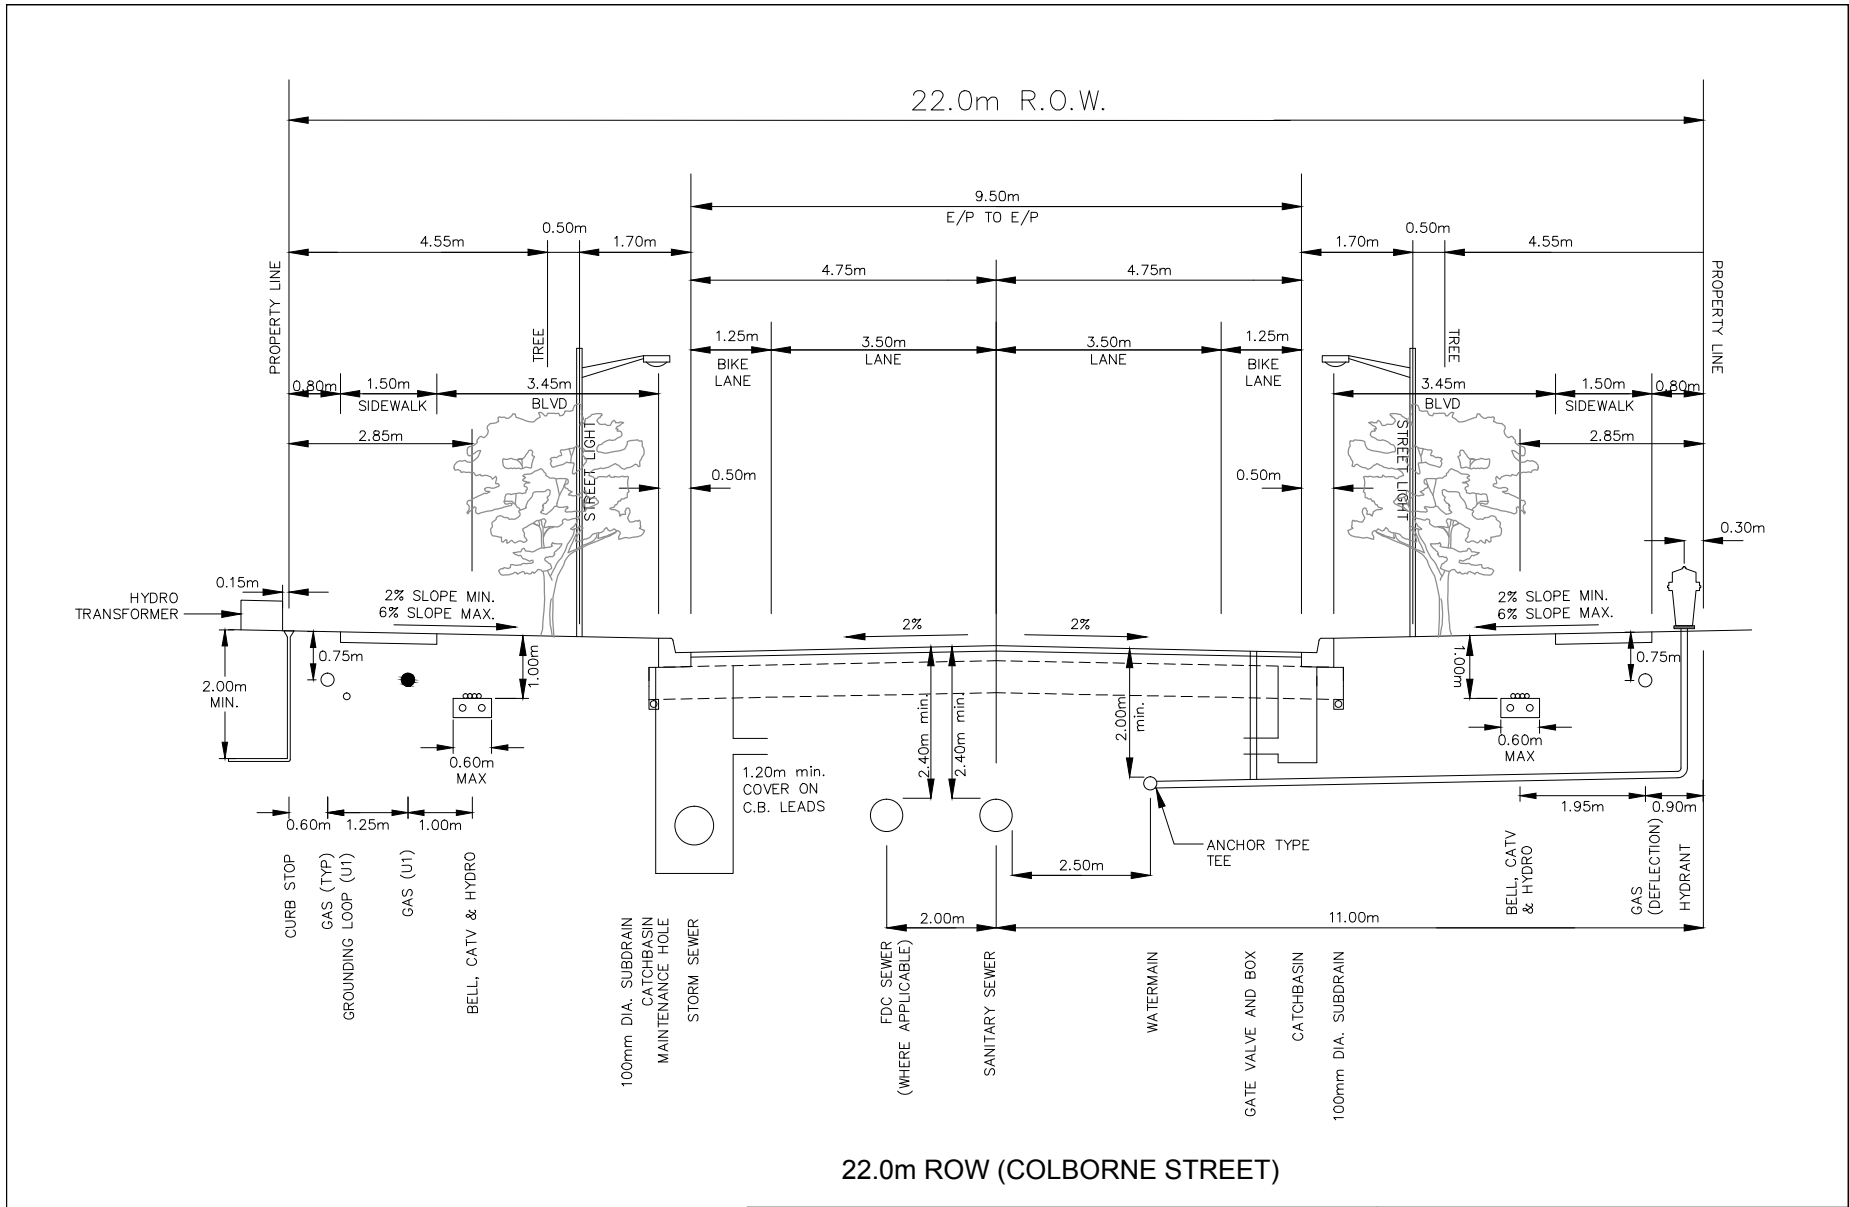 22.0m R.O.W.
9.50m
E/P TO E/P
4.55m
0.50m
1.70m
1.70m
0.50m
4.55m
4.75m
4.75m
PROPERTY LINE
TREE
TREE
PROPERTY LINE
1.25m
BIKE
LANE
3.50m
LANE
3.50m
LANE
1.25m
BIKE
LANE
0.80m
1.50m
SIDEWALK
3.45m
BLVD
3.45m
BLVD
1.50m
SIDEWALK
0.80m
2.85m
STREET LIGHT
STREET LIGHT
2.85m
0.50m
0.50m
0.30m
0.15m
HYDRO
TRANSFORMER
2% SLOPE MIN.
6% SLOPE MAX.
2%
2%
2% SLOPE MIN.
6% SLOPE MAX.
2.00m
MIN.
0.75m
1.00m
2.40m min.
2.40m min.
2.00m
min.
1.00m
0.75m
0.60m
MAX
0.60m
MAX
1.20m min.
COVER ON
C.B. LEADS
0.60m
1.25m
1.00m
1.95m
0.90m
ANCHOR TYPE
TEE
2.50m
2.00m
11.00m
CURB STOP
GAS (TYP)
GROUNDING LOOP (U1)
GAS (U1)
BELL, CATV & HYDRO
100mm DIA. SUBDRAIN
CATCHBASIN
MAINTENANCE HOLE
STORM SEWER
FDC SEWER
(WHERE APPLICABLE)
SANITARY SEWER
WATERMAIN
GATE VALVE AND BOX
CATCHBASIN
100mm DIA. SUBDRAIN
BELL, CATV
& HYDRO
GAS
(DEFLECTION)
HYDRANT
22.0m ROW (COLBORNE STREET)